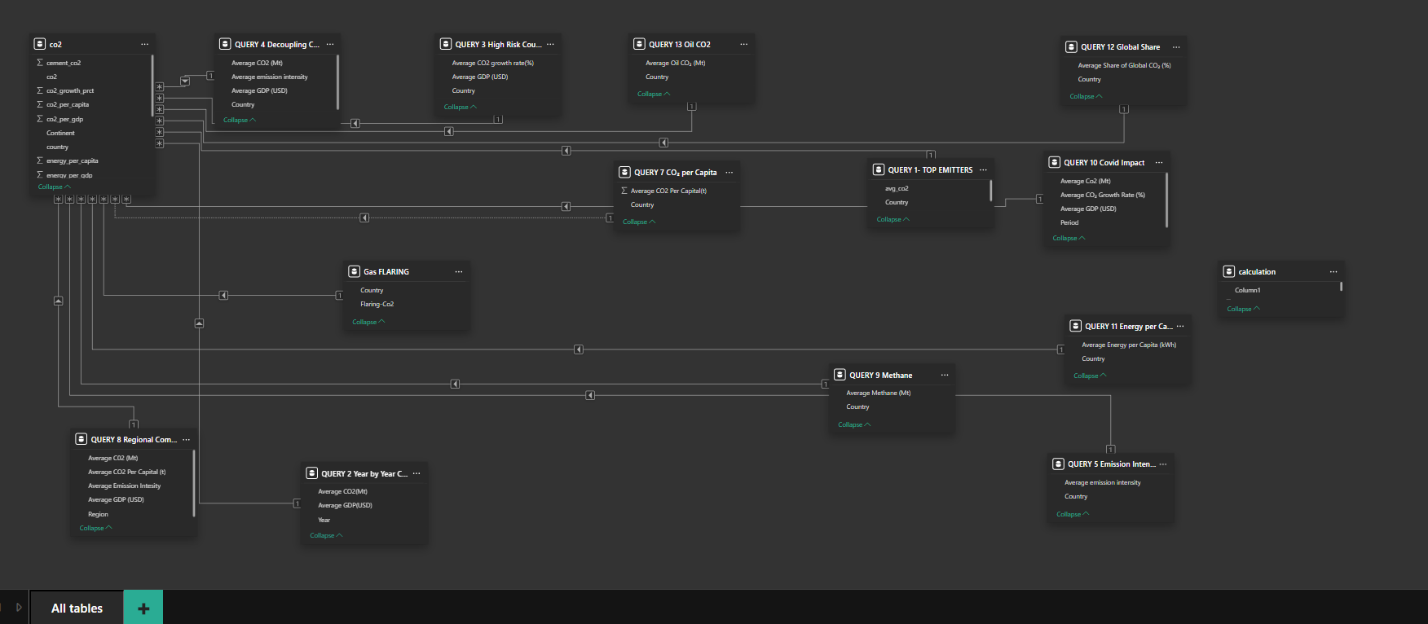 co2
cement_co2
co2
co2_growth_prct
co2_per_capita
co2_per_gdp
Continent
country
energy_per_capita
energy_per_gdp
Collapse
QUERY 4 Decoupling C...
Average CO2 (Mt)
Average emission intensity
Average GDP (USD)
Country
Collapse
QUERY 3 High Risk Cou...
Average CO2 growth rate(%)
Average GDP (USD)
Country
Collapse
QUERY 13 Oil CO2
Average Oil CO₂ (Mt)
Country
Collapse
QUERY 12 Global Share
Average Share of Global CO₂ (%)
Country
Collapse
QUERY 7 CO₂ per Capita
Average CO2 Per Capital(t)
Country
Collapse
QUERY 1- TOP EMITTERS
avg_co2
Country
Collapse
QUERY 10 Covid Impact
Average Co2 (Mt)
Average CO₂ Growth Rate (%)
Average GDP (USD)
Period
Collapse
Gas FLARING
Country
Flaring-Co2
Collapse
calculation
Column1
Collapse
QUERY 11 Energy per Ca...
Average Energy per Capita (kWh)
Country
Collapse
QUERY 9 Methane
Average Methane (Mt)
Country
Collapse
QUERY 8 Regional Com...
Average C02 (Mt)
Average CO2 Per Capital (t)
Average Emission Intesity
Average GDP (USD)
Region
Collapse
QUERY 2 Year by Year C...
Average CO2(Mt)
Average GDP(USD)
Year
Collapse
QUERY 5 Emission Inten...
Average emission intensity
Country
Collapse
All tables